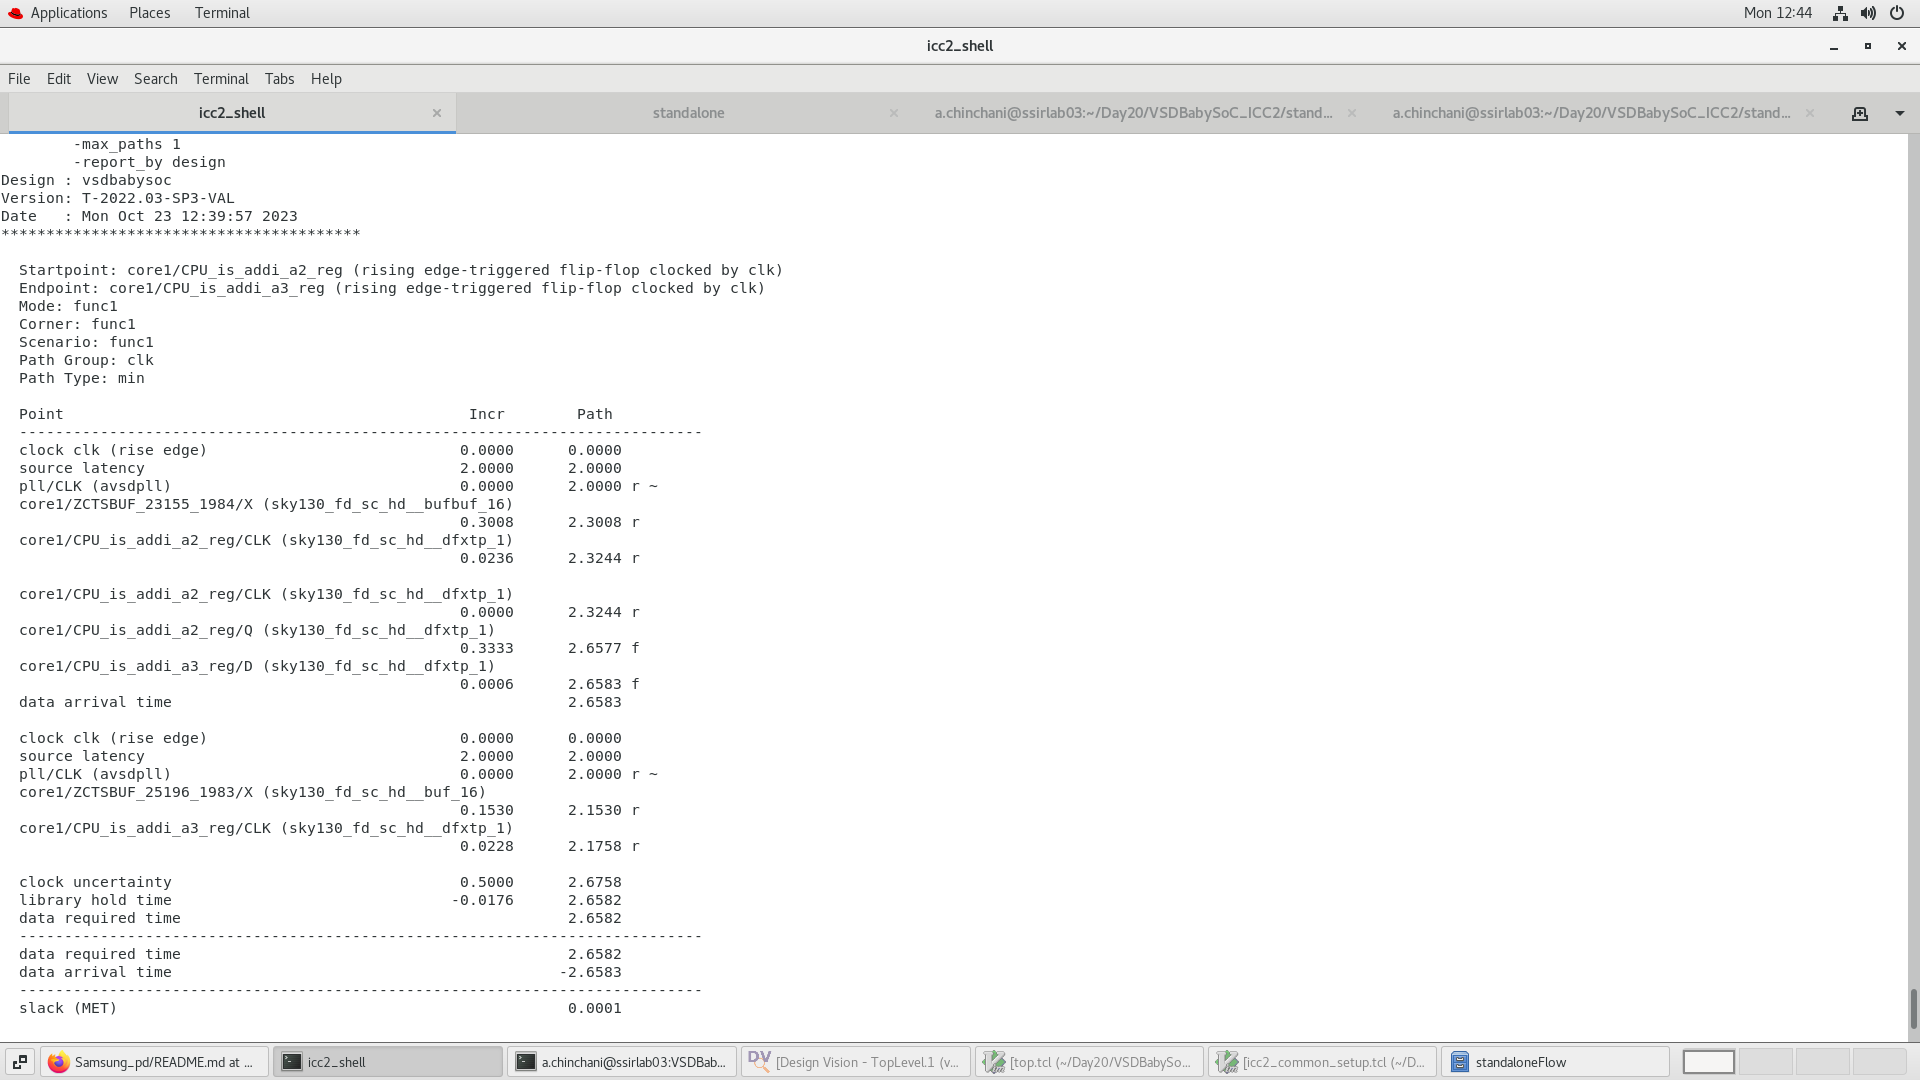 Applications Places Terminal Mon 12:44
icc2_shell
File Edit View Search Terminal Tabs Help
icc2_shell × standalone × a.chinchani@ssirlab03:~/Day20/VSDBabySoC_ICC2/stand... × a.chinchani@ssirlab03:~/Day20/VSDBabySoC_ICC2/stand... ×
-max_paths 1
-report_by design
Design : vsdbabysoc
Version: T-2022.03-SP3-VAL
Date   : Mon Oct 23 12:39:57 2023
****************************************
Startpoint: core1/CPU_is_addi_a2_reg (rising edge-triggered flip-flop clocked by clk)
Endpoint: core1/CPU_is_addi_a3_reg (rising edge-triggered flip-flop clocked by clk)
Mode: func1
Corner: func1
Scenario: func1
Path Group: clk
Path Type: min
Point Incr Path
----------------------------------------------------------------------------
clock clk (rise edge) 0.0000 0.0000
source latency 2.0000 2.0000
pll/CLK (avsdpll) 0.0000 2.0000 r ~
core1/ZCTSBUF_23155_1984/X (sky130_fd_sc_hd__bufbuf_16)
0.3008 2.3008 r
core1/CPU_is_addi_a2_reg/CLK (sky130_fd_sc_hd__dfxtp_1)
0.0236 2.3244 r
core1/CPU_is_addi_a2_reg/CLK (sky130_fd_sc_hd__dfxtp_1)
0.0000 2.3244 r
core1/CPU_is_addi_a2_reg/Q (sky130_fd_sc_hd__dfxtp_1)
0.3333 2.6577 f
core1/CPU_is_addi_a3_reg/D (sky130_fd_sc_hd__dfxtp_1)
0.0006 2.6583 f
data arrival time 2.6583
clock clk (rise edge) 0.0000 0.0000
source latency 2.0000 2.0000
pll/CLK (avsdpll) 0.0000 2.0000 r ~
core1/ZCTSBUF_25196_1983/X (sky130_fd_sc_hd__buf_16)
0.1530 2.1530 r
core1/CPU_is_addi_a3_reg/CLK (sky130_fd_sc_hd__dfxtp_1)
0.0228 2.1758 r
clock uncertainty 0.5000 2.6758
library hold time -0.0176 2.6582
data required time 2.6582
----------------------------------------------------------------------------
data required time 2.6582
data arrival time -2.6583
----------------------------------------------------------------------------
slack (MET) 0.0001
Samsung_pd/README.md at ... icc2_shell a.chinchani@ssirlab03:VSDBab... DV [Design Vision - TopLevel.1 (v... [top.tcl (~/Day20/VSDBabySo... [icc2_common_setup.tcl (~/D... standaloneFlow